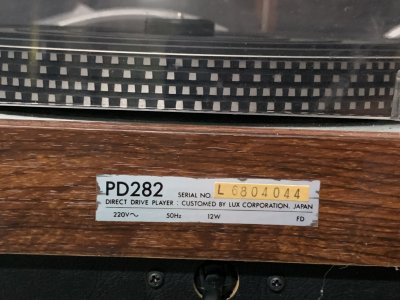 PD282 SERIAL NO. L 6804044
DIRECT DRIVE PLAYER : CUSTOMED BY LUX CORPORATION, JAPAN
220V~ 50Hz 12W FD